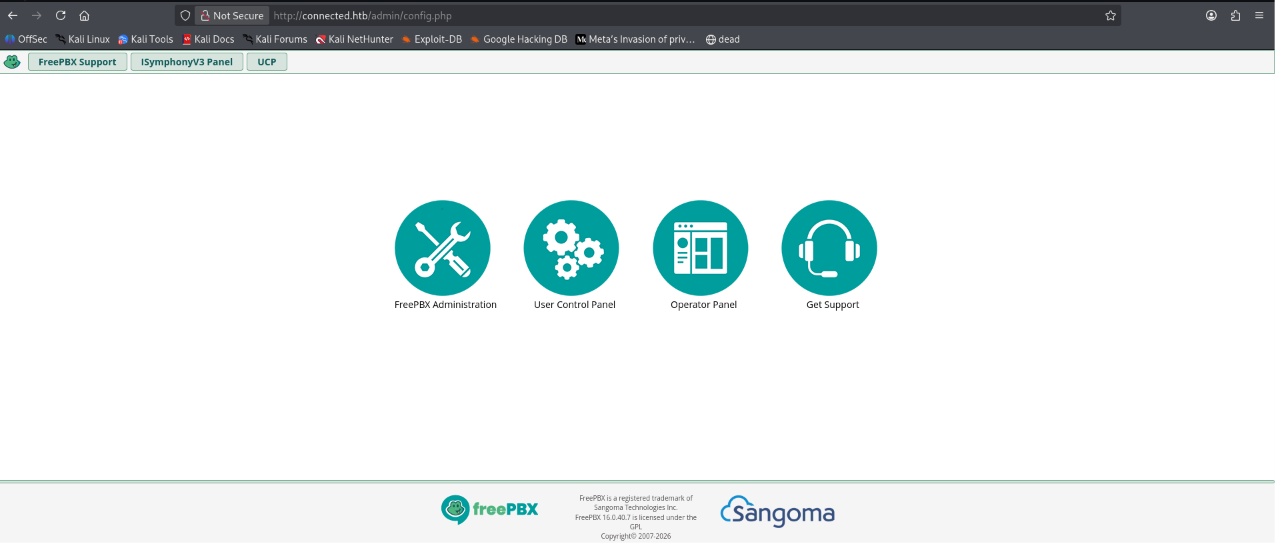 Not Secure http://connected.htb/admin/config.php
OffSec Kali Linux Kali Tools Kali Docs Kali Forums Kali NetHunter Exploit-DB Google Hacking DB Meta's Invasion of priv... dead
FreePBX Support ISymphonyV3 Panel UCP
FreePBX Administration User Control Panel Operator Panel Get Support
freePBX
FreePBX is a registered trademark of
Sangoma Technologies Inc.
FreePBX 16.0.40.7 is licensed under the
GPL
Copyright© 2007-2026
Sangoma